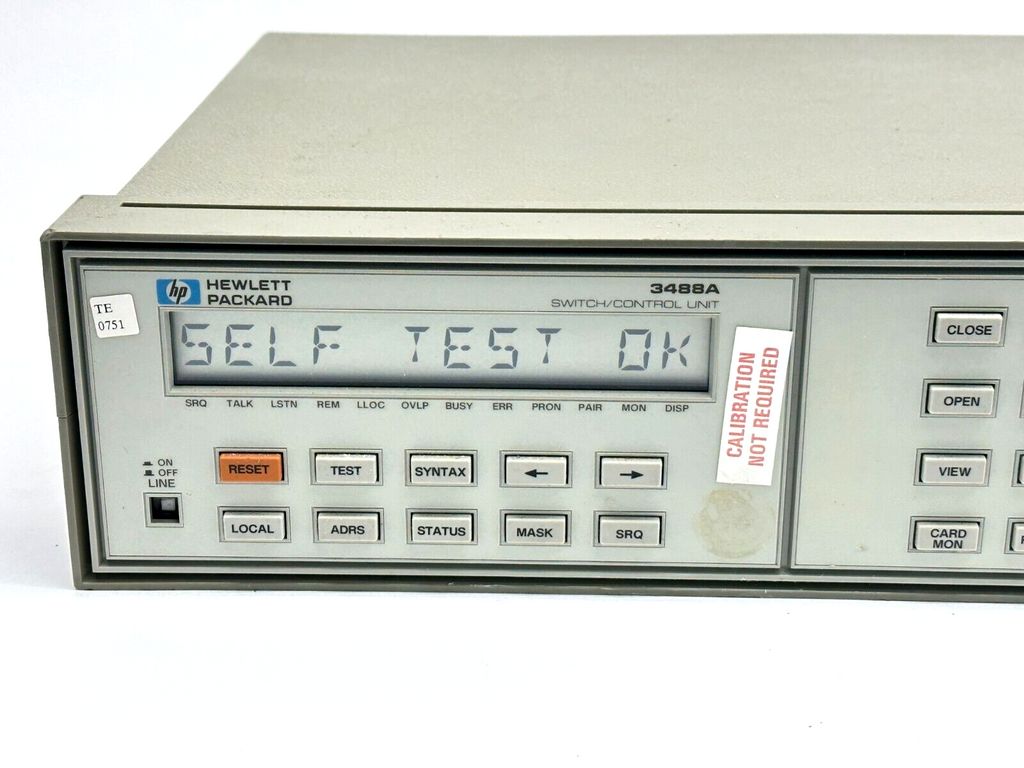 hp HEWLETT
PACKARD
3488A
SWITCH/CONTROL UNIT
TE
0751
SELF TEST OK
SRQ TALK LSTN REM LLOC OVLP BUSY ERR PRON PAIR MON DISP
CALIBRATION
NOT REQUIRED
ON
OFF
LINE
RESET TEST SYNTAX ← →
LOCAL ADRS STATUS MASK SRQ
CLOSE
OPEN
VIEW
CARD
MON